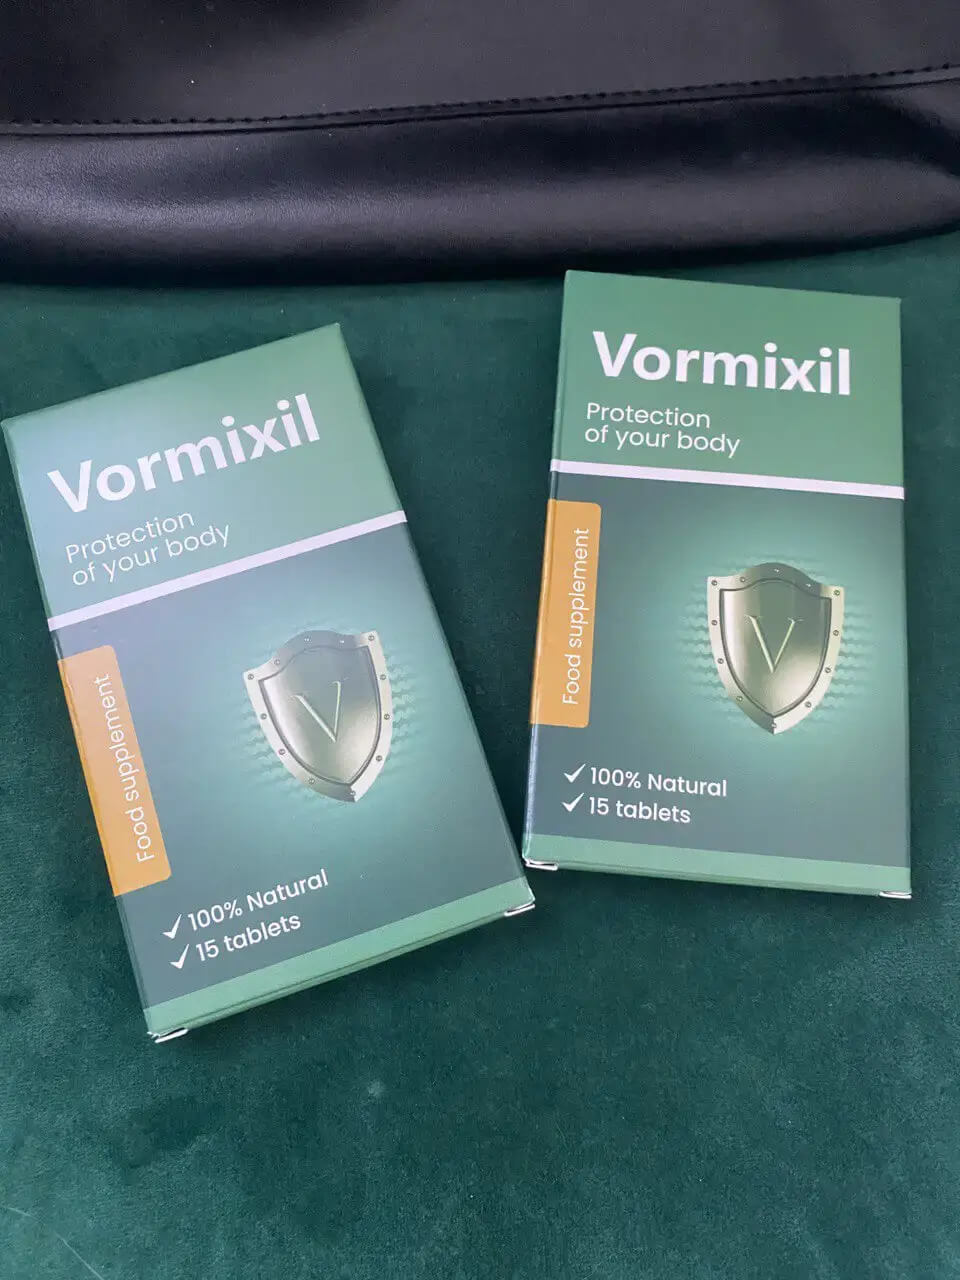 Vormixil
Protection
of your body
Food supplement
V
100% Natural
15 tablets
Vormixil
Protection
of your body
Food supplement
V
100% Natural
15 tablets